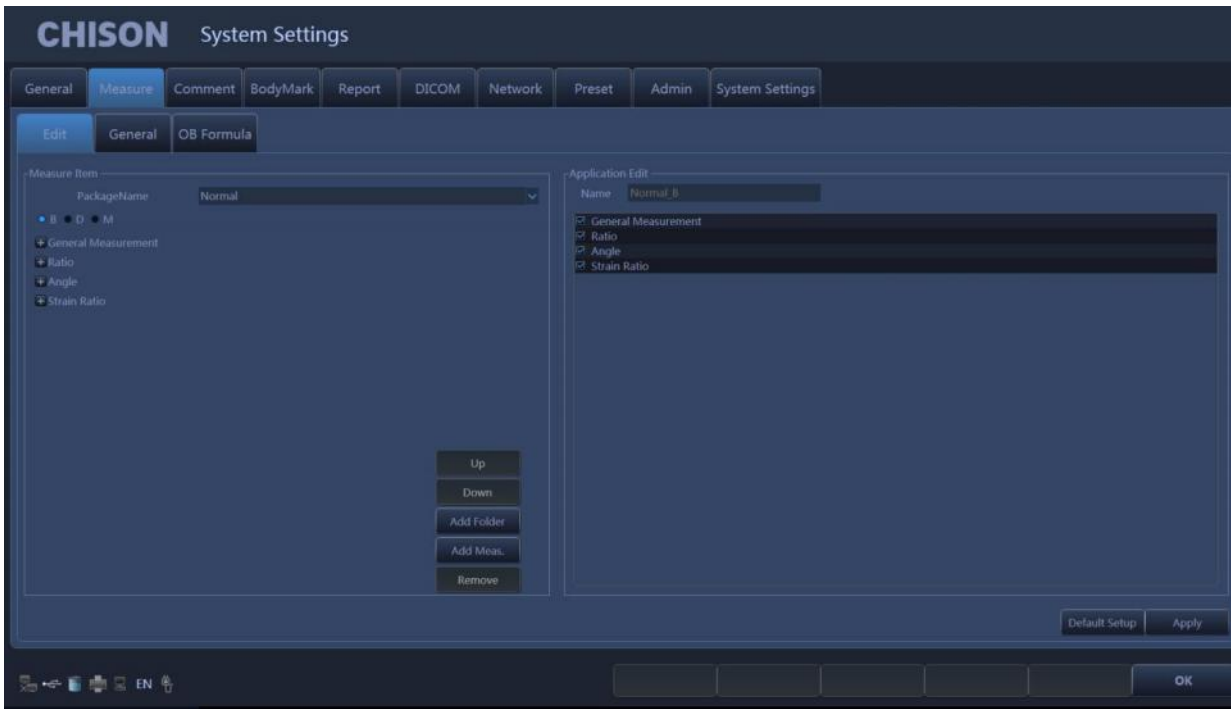 CHISON System Settings
General Measure Comment BodyMark Report DICOM Network Preset Admin System Settings
Edit General OB Formula
Measure Item
PackageName Normal
B D M
General Measurement
Ratio
Angle
Strain Ratio
Up
Down
Add Folder
Add Meas.
Remove
Application Edit
Name Normal_B
General Measurement
Ratio
Angle
Strain Ratio
Default Setup Apply
EN
OK